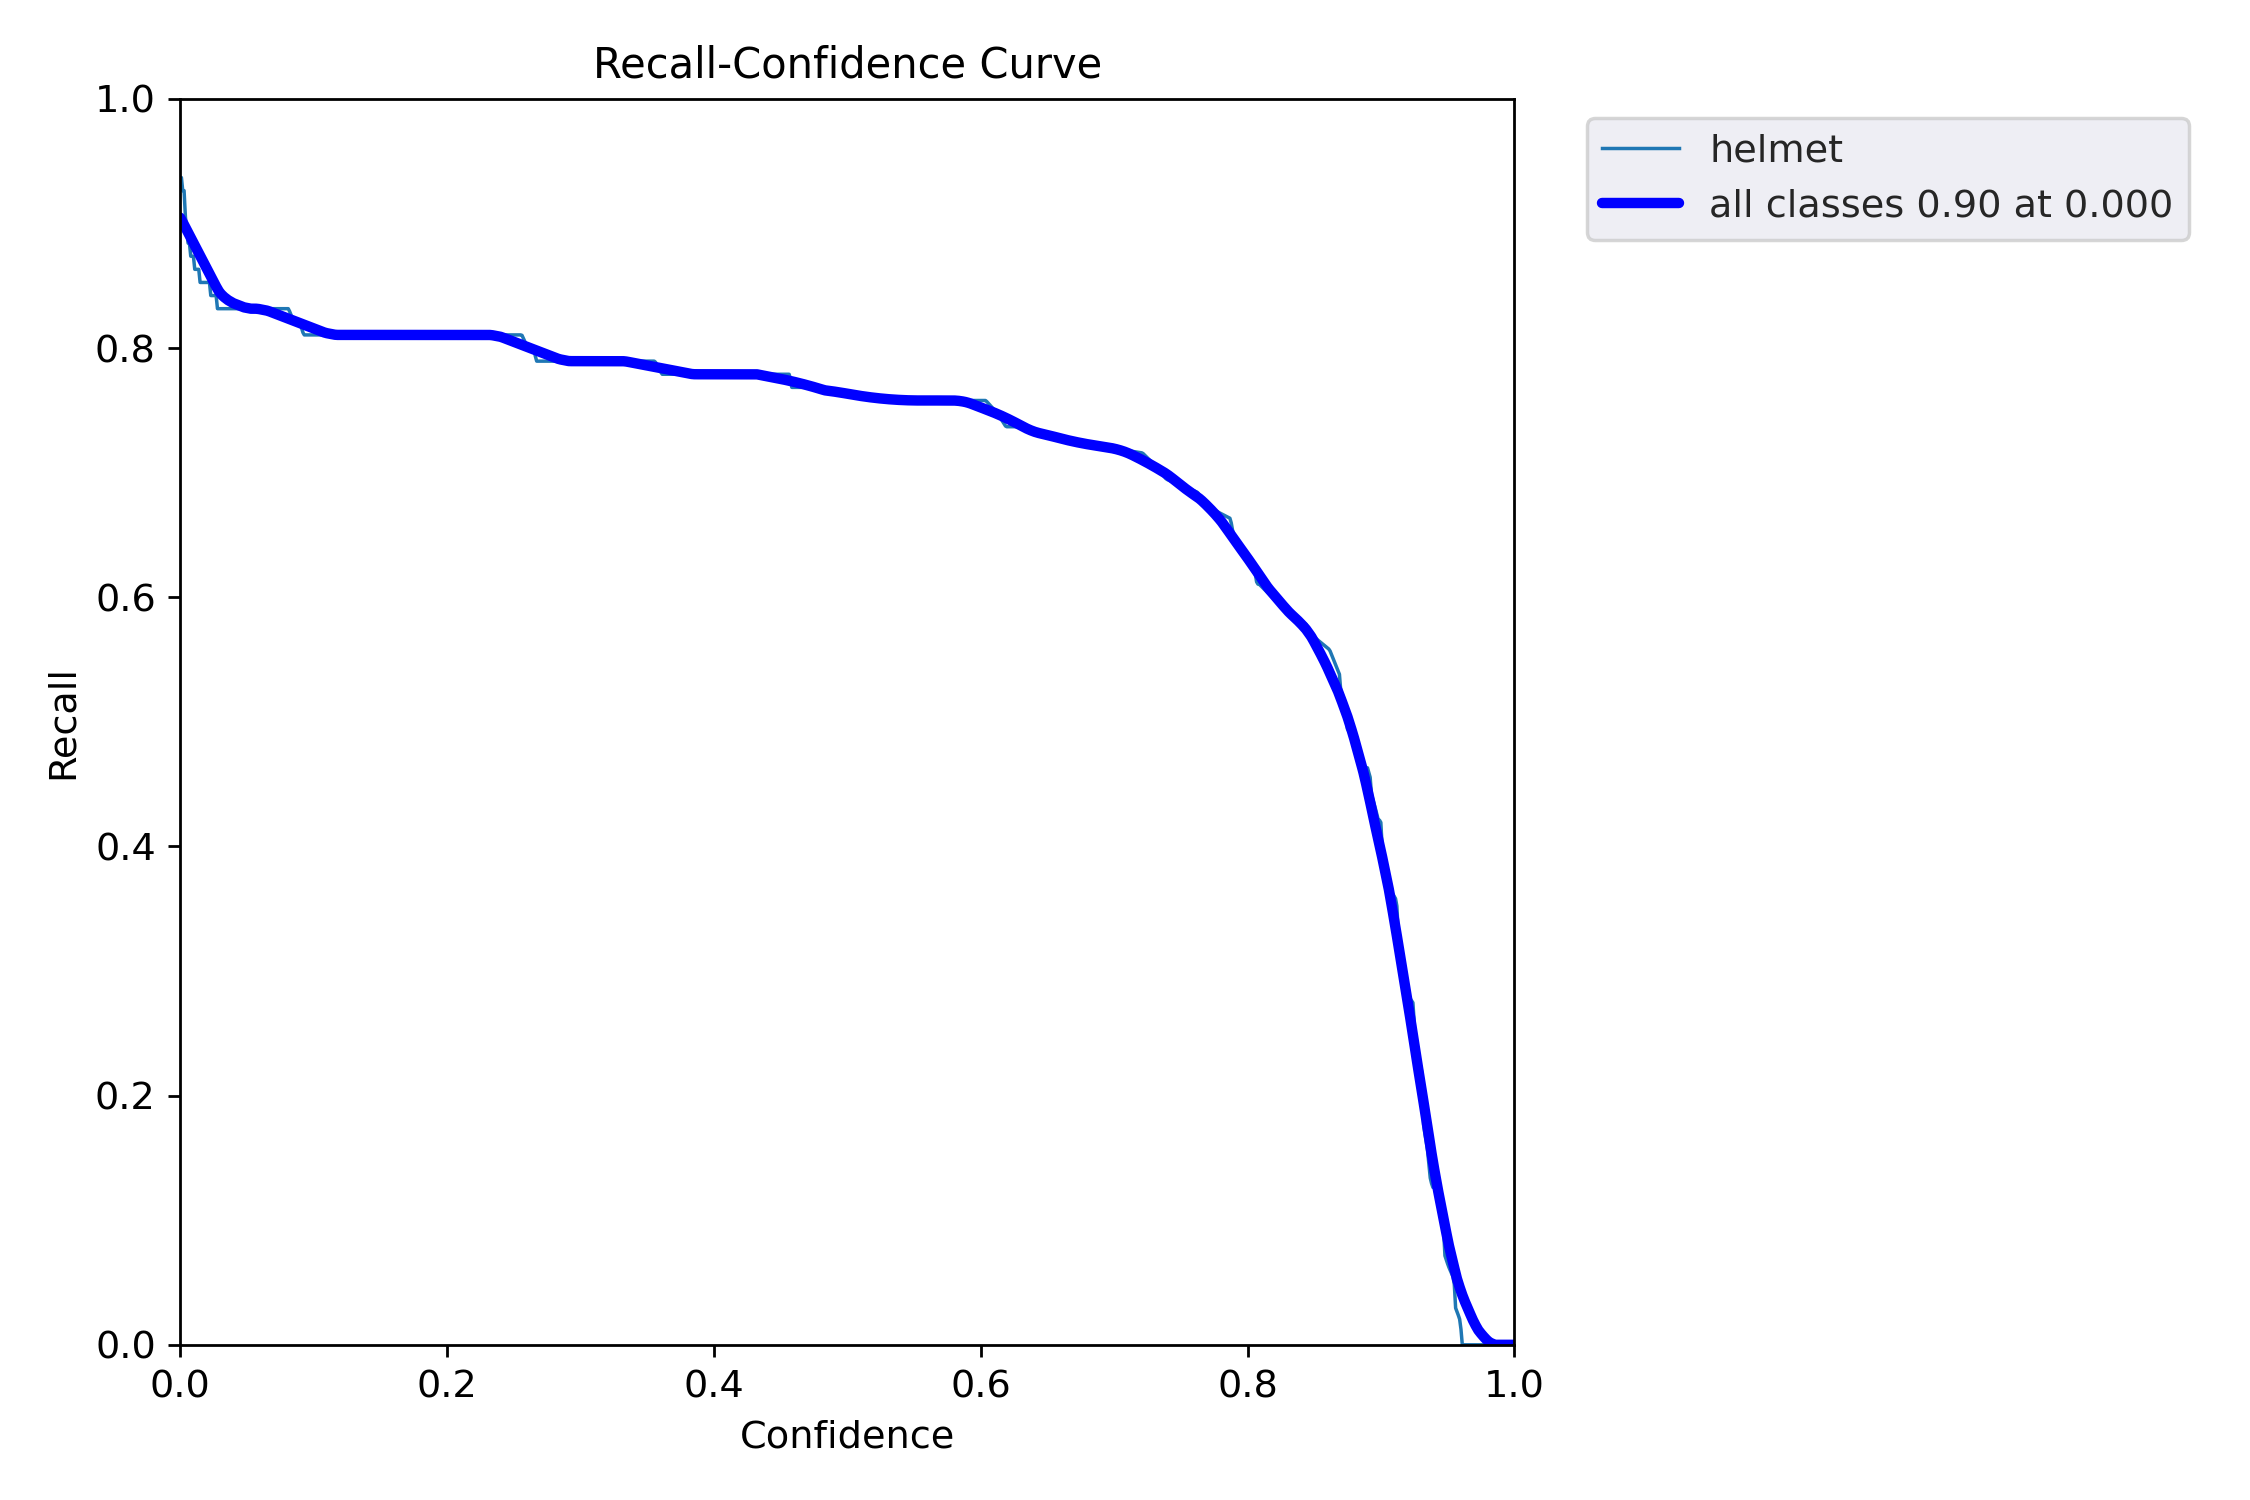 Recall-Confidence Curve
1.0
0.8
0.6
0.4
0.2
0.0
Recall
0.0 0.2 0.4 0.6 0.8 1.0
Confidence
helmet
all classes 0.90 at 0.000